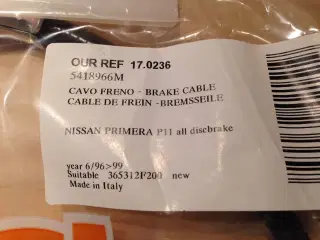 OUR REF 17.0236
5418966M
CAVO FRENO - BRAKE CABLE
CABLE DE FREIN -BREMSSEILE
NISSAN PRIMERA P11 all discbrake
year 6/96>99
Suitable 365312F200 new
Made in Italy